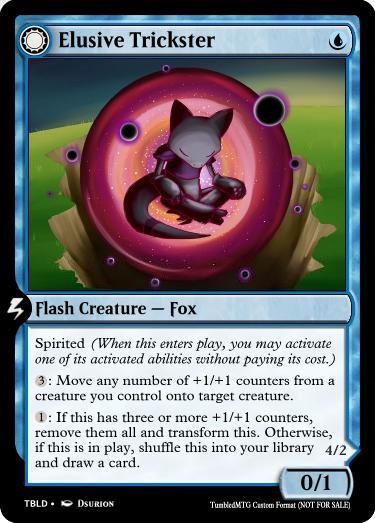 Elusive Trickster
Flash Creature — Fox
Spirited (When this enters play, you may activate
one of its activated abilities without paying its cost.)
3: Move any number of +1/+1 counters from a
creature you control onto target creature.
1: If this has three or more +1/+1 counters,
remove them all and transform this. Otherwise,
if this is in play, shuffle this into your library
and draw a card.
4/2
0/1
TBLD • Dsurion
TumbledMTG Custom Format (NOT FOR SALE)